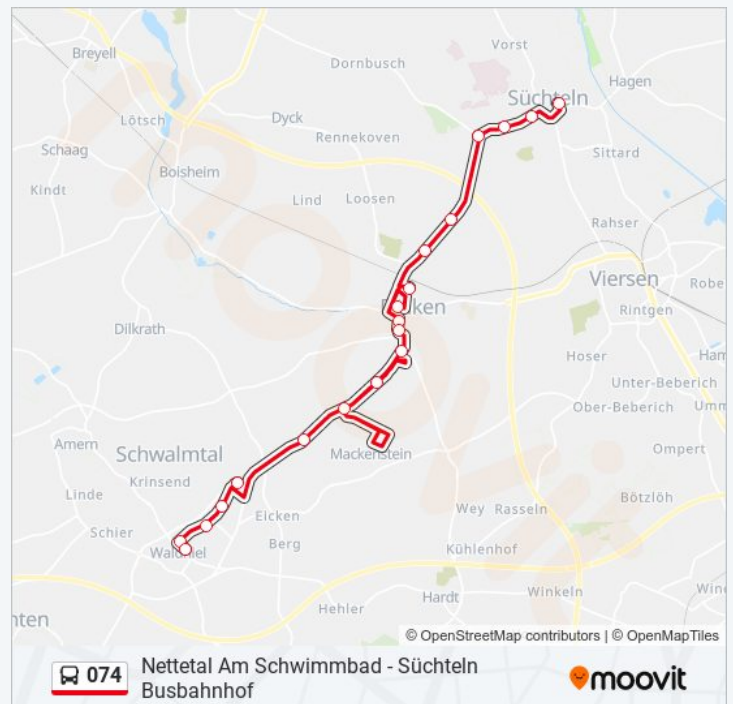 Breyell
Vorst
Dornbusch
Hagen
Süchteln
Lötsch
Dyck
Rennekoven
Schaag
Sittard
Boisheim
Kindt
Lind
Loosen
Rahser
Viersen
Robe
Rintgen
Dilkrath
Hoser
Ham
Unter-Beberich
Ober-Beberich
Umm
Amern
Schwalmtal
Mackenstein
Ompert
Krinsend
Linde
Bötzlöh
Wey
Rasseln
Eicken
Schier
Berg
Kühlenhof
Winkeln
Wine
Hardt
Hehler
nten
moovit
© OpenStreetMap contributors | © OpenMapTiles
074
Nettetal Am Schwimmbad - Süchteln
Busbahnhof
moovit